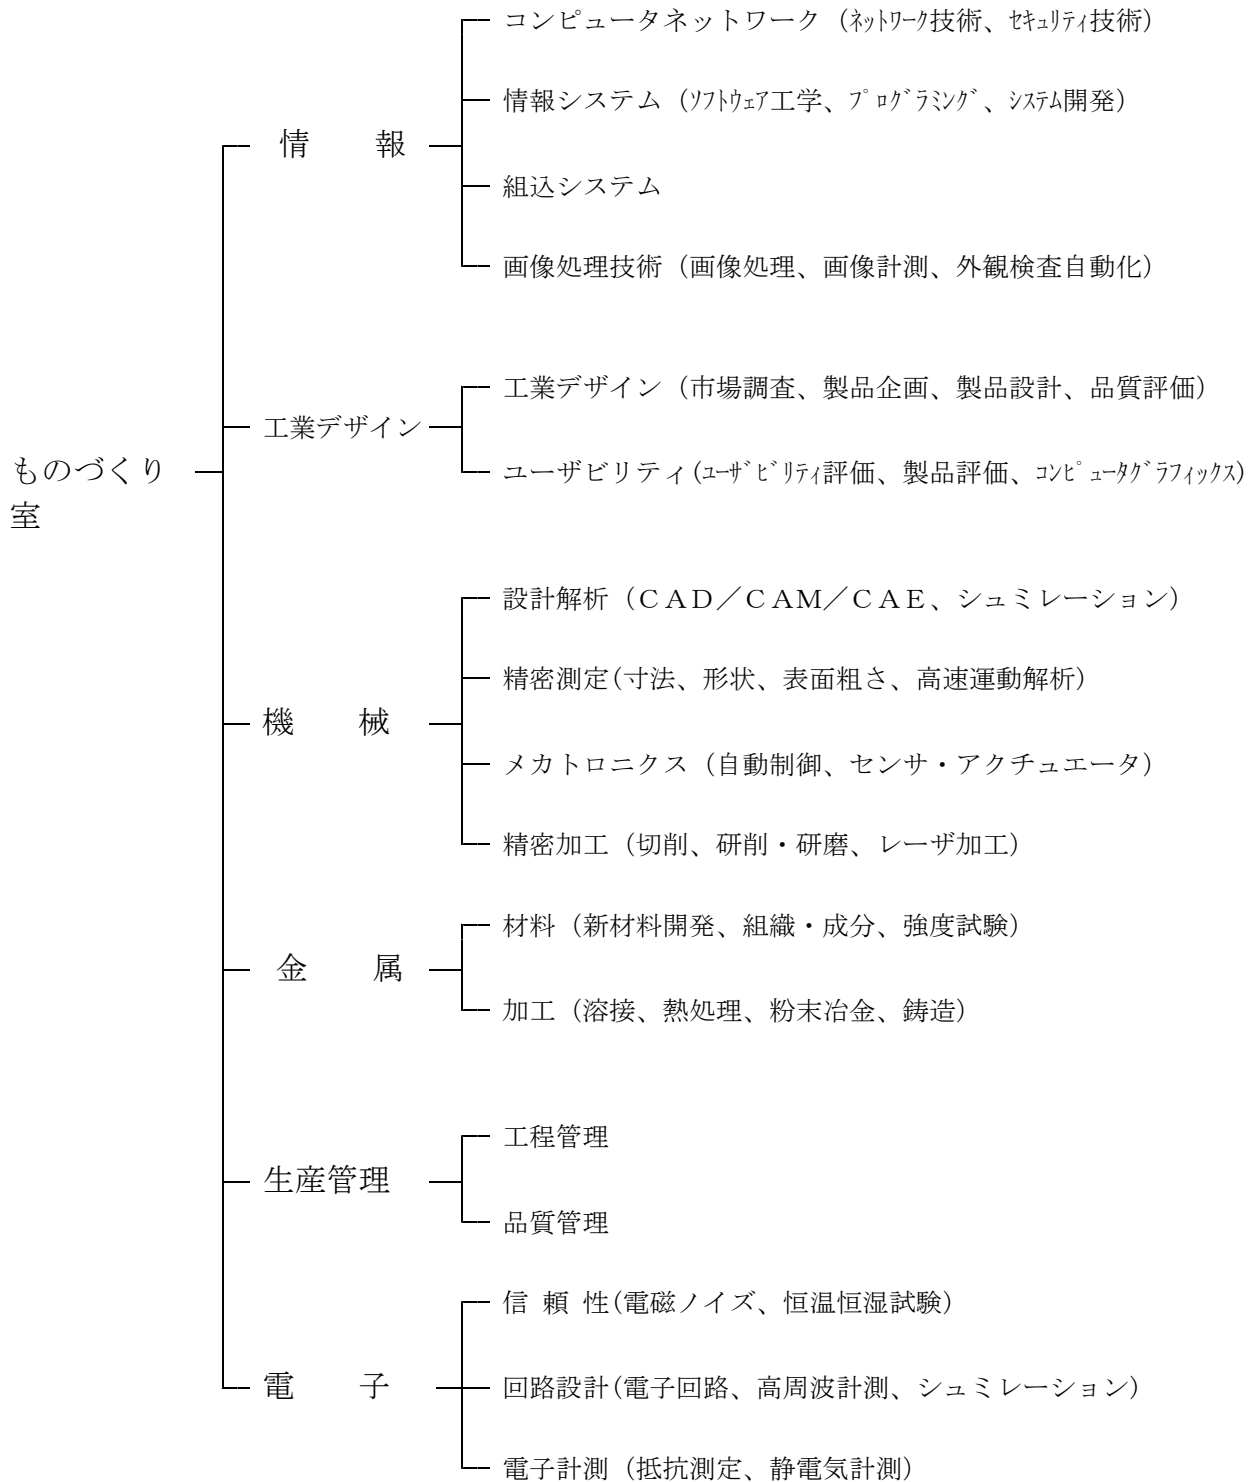 コンピュータネットワーク（ﾈｯﾄﾜｰｸ技術、ｾｷｭﾘﾃｨ技術）
情報システム（ｿﾌﾄｳｪｱ工学、ﾌﾟﾛｸﾞﾗﾐﾝｸﾞ、ｼｽﾃﾑ開発）
情　　報
組込システム
画像処理技術（画像処理、画像計測、外観検査自動化）
工業デザイン（市場調査、製品企画、製品設計、品質評価）
工業デザイン
ものづくり
室
ユーザビリティ(ﾕｰｻﾞﾋﾞﾘﾃｨ評価、製品評価、ｺﾝﾋﾟｭｰﾀｸﾞﾗﾌｨｯｸｽ)
設計解析（ＣＡＤ／ＣＡＭ／ＣＡＥ、シュミレーション）
精密測定(寸法、形状、表面粗さ、高速運動解析)
機　　械
メカトロニクス（自動制御、センサ・アクチュエータ）
精密加工（切削、研削・研磨、レーザ加工）
材料（新材料開発、組織・成分、強度試験）
金　　属
加工（溶接、熱処理、粉末冶金、鋳造）
工程管理
生産管理
品質管理
信 頼 性(電磁ノイズ、恒温恒湿試験)
電　　子
回路設計(電子回路、高周波計測、シュミレーション)
電子計測（抵抗測定、静電気計測）